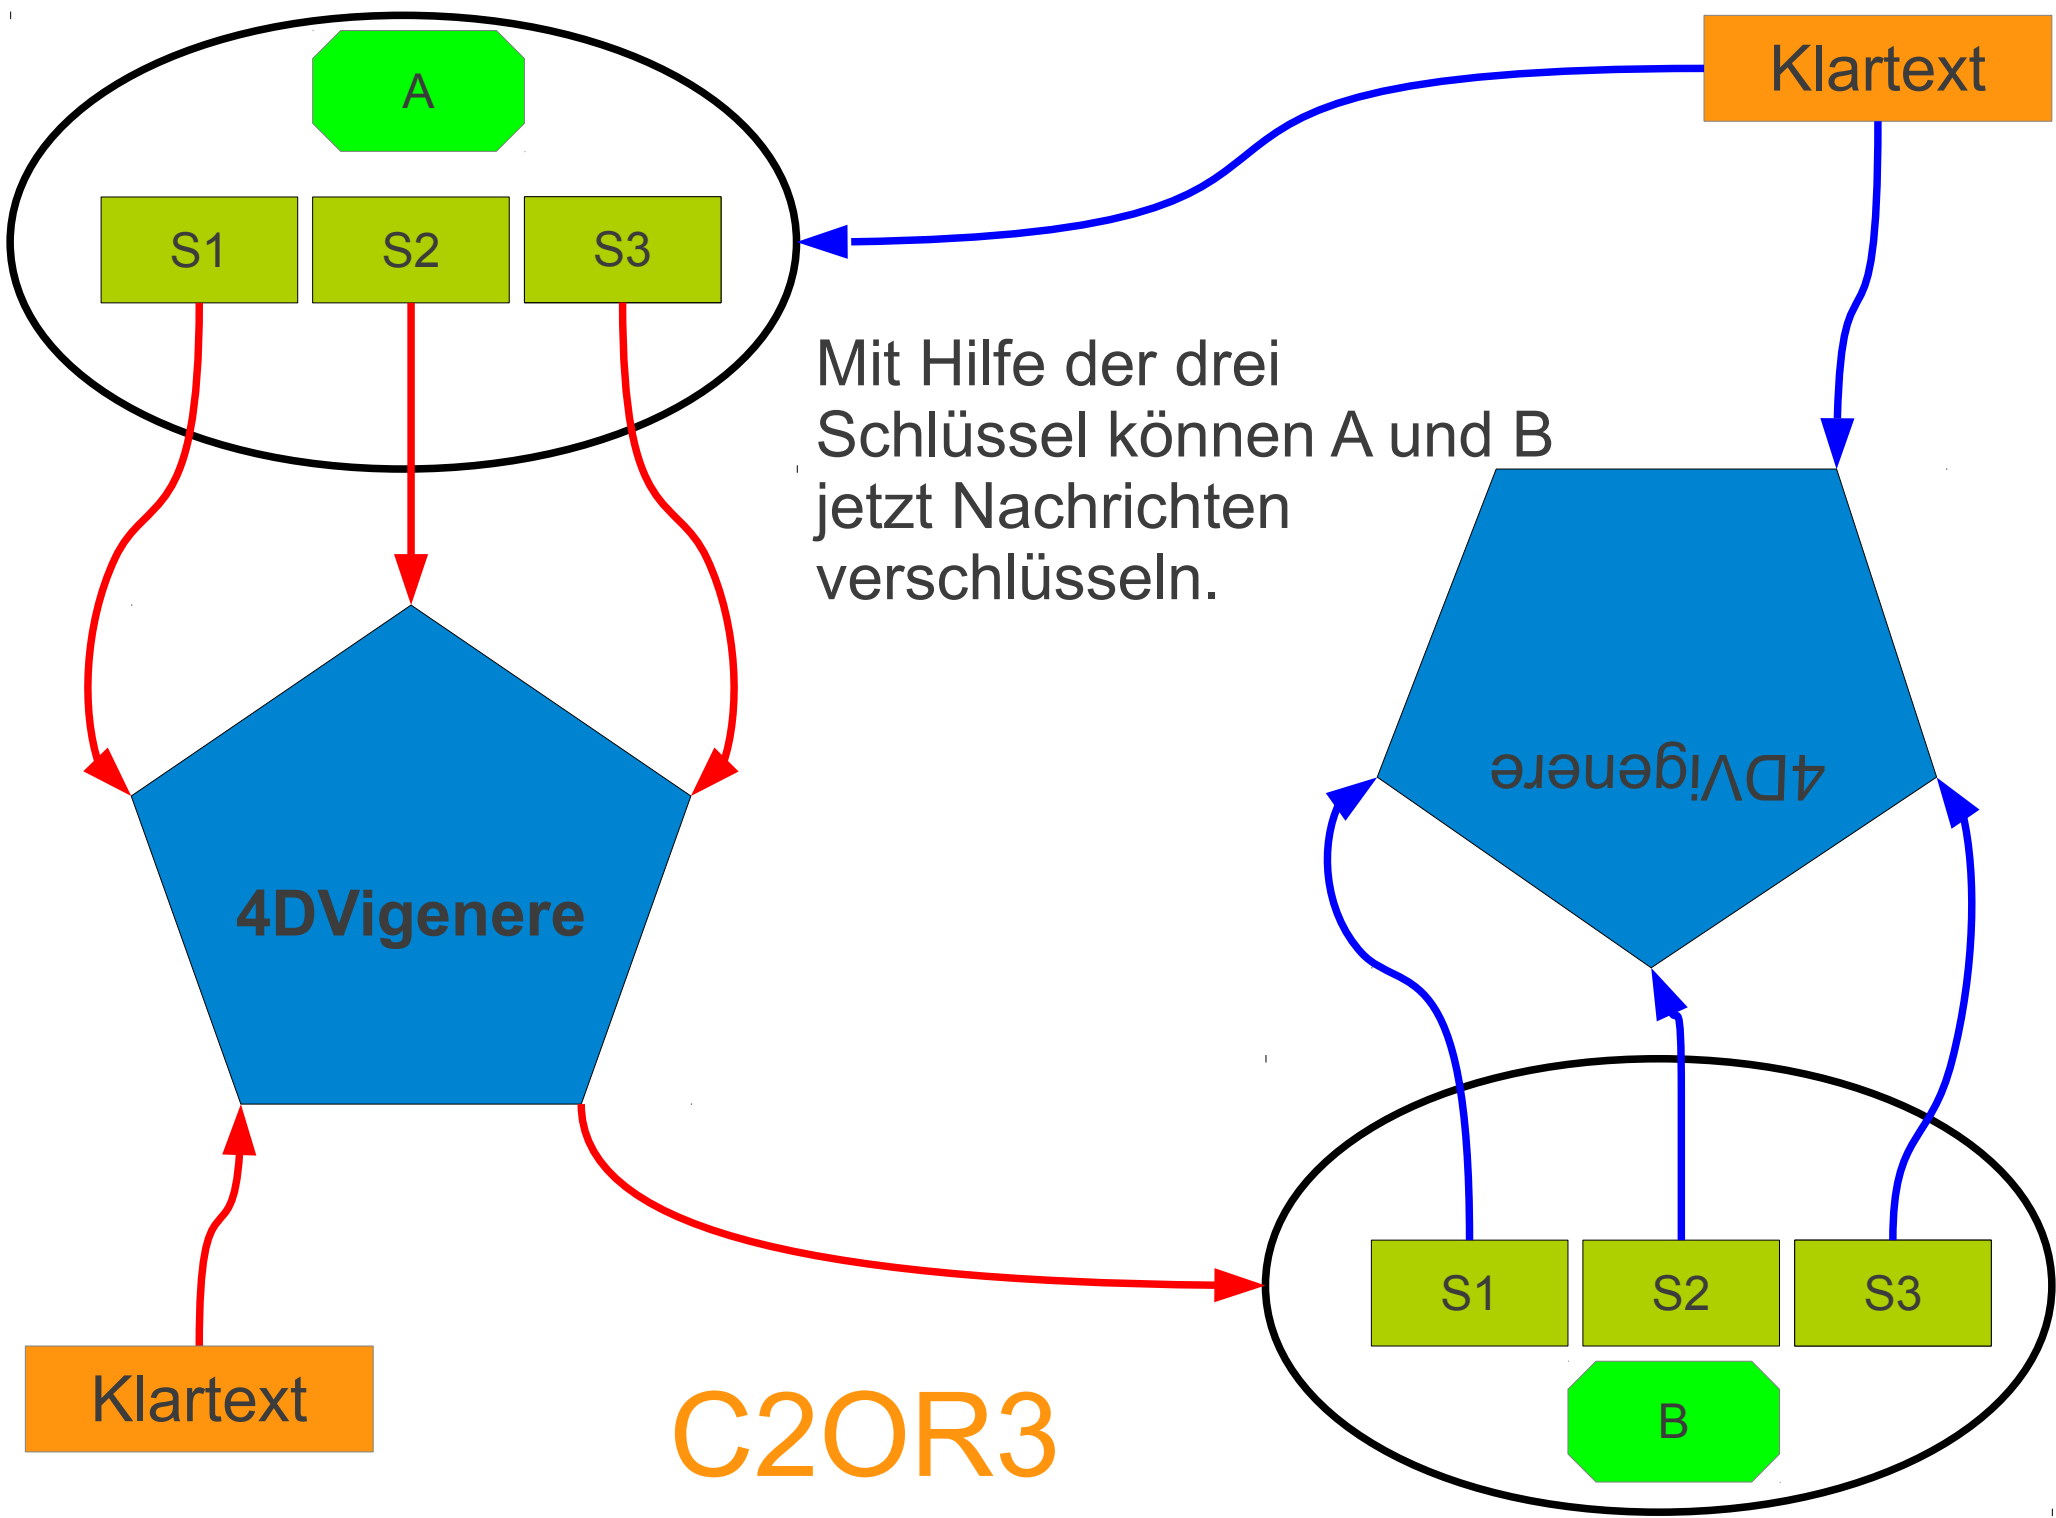 A
Klartext
S1 S2 S3
Mit Hilfe der drei
Schlüssel können A und B
jetzt Nachrichten
verschlüsseln.
4DVigenere
4DVigenere
S1 S2 S3
Klartext
C2OR3
B